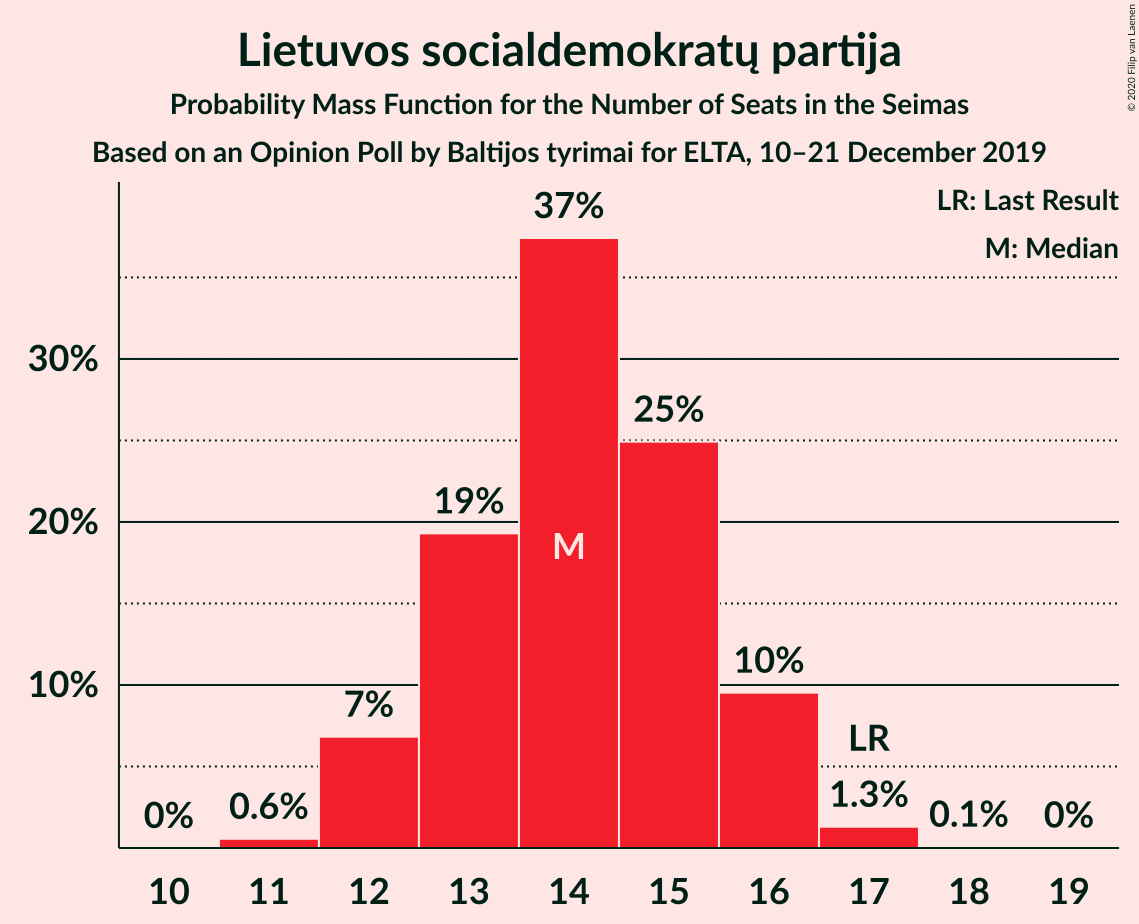 Lietuvos socialdemokratų partija
Probability Mass Function for the Number of Seats in the Seimas
Based on an Opinion Poll by Baltijos tyrimai for ELTA, 10–21 December 2019
© 2020 Filip van Laenen
LR: Last Result
M: Median
37%
30%
25%
19%
20%
M
10%
10%
7%
LR
1.3%
0.6%
0%
0.1%
0%
10 11 12 13 14 15 16 17 18 19